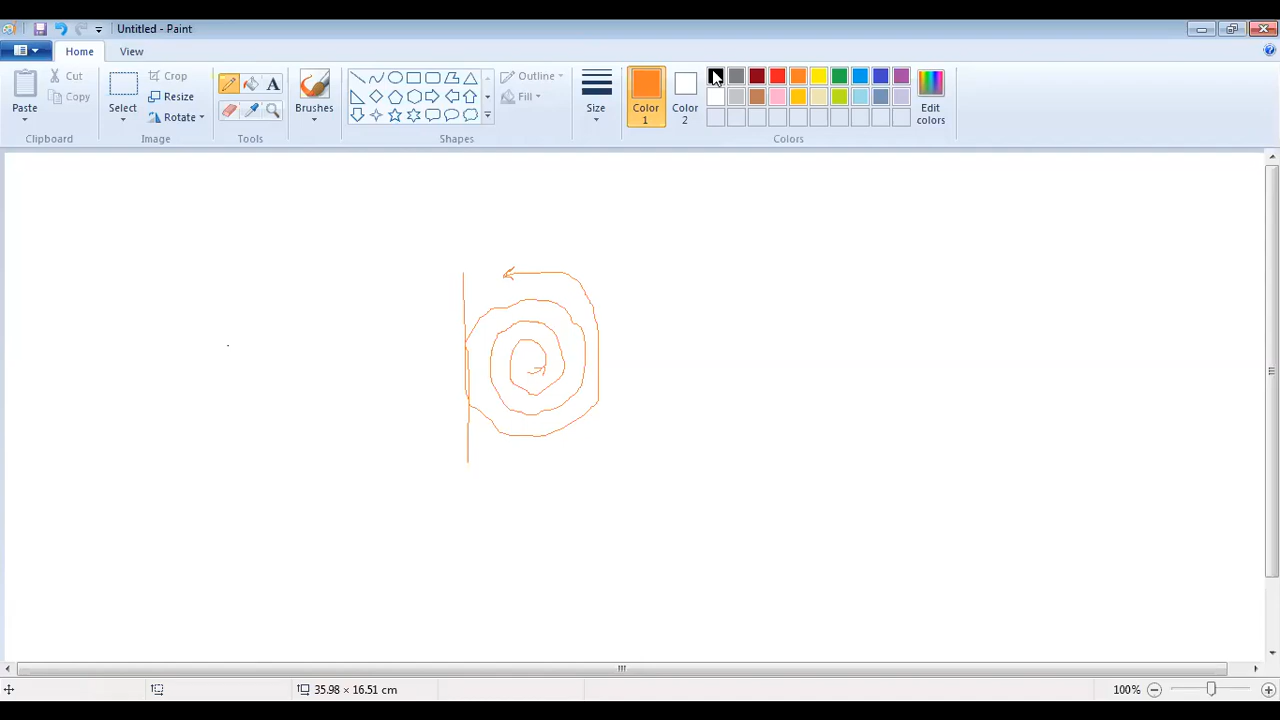 Untitled - Paint
Home View
Paste
Cut
Copy
Clipboard
Select
Crop
Resize
Rotate
Image
A
Tools
Brushes
Outline
Fill
Shapes
Size
Color 1
Color 2
Edit colors
Colors
35.98 × 16.51 cm
100%